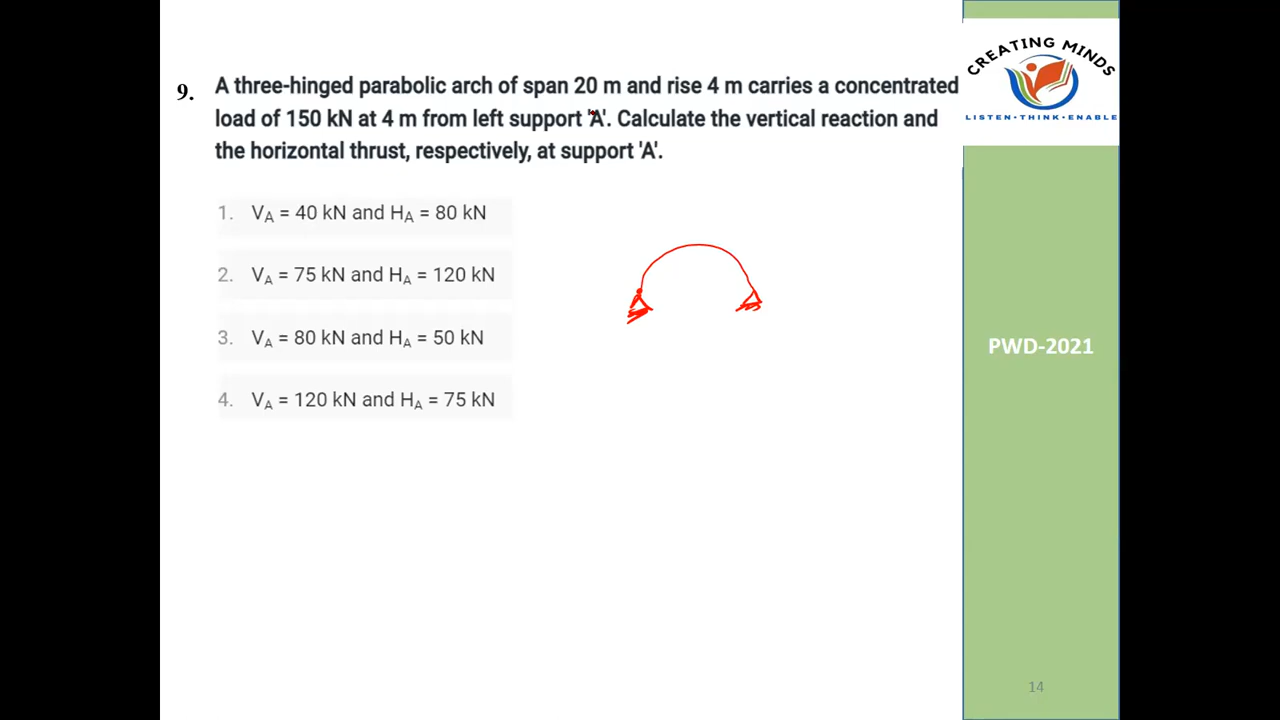 CREATING MINDS
LISTEN•THINK•ENABLE
9. A three-hinged parabolic arch of span 20 m and rise 4 m carries a concentrated
load of 150 kN at 4 m from left support 'A'. Calculate the vertical reaction and
the horizontal thrust, respectively, at support 'A'.
1. VA = 40 kN and HA = 80 kN
2. VA = 75 kN and HA = 120 kN
3. VA = 80 kN and HA = 50 kN
4. VA = 120 kN and HA = 75 kN
PWD-2021
14